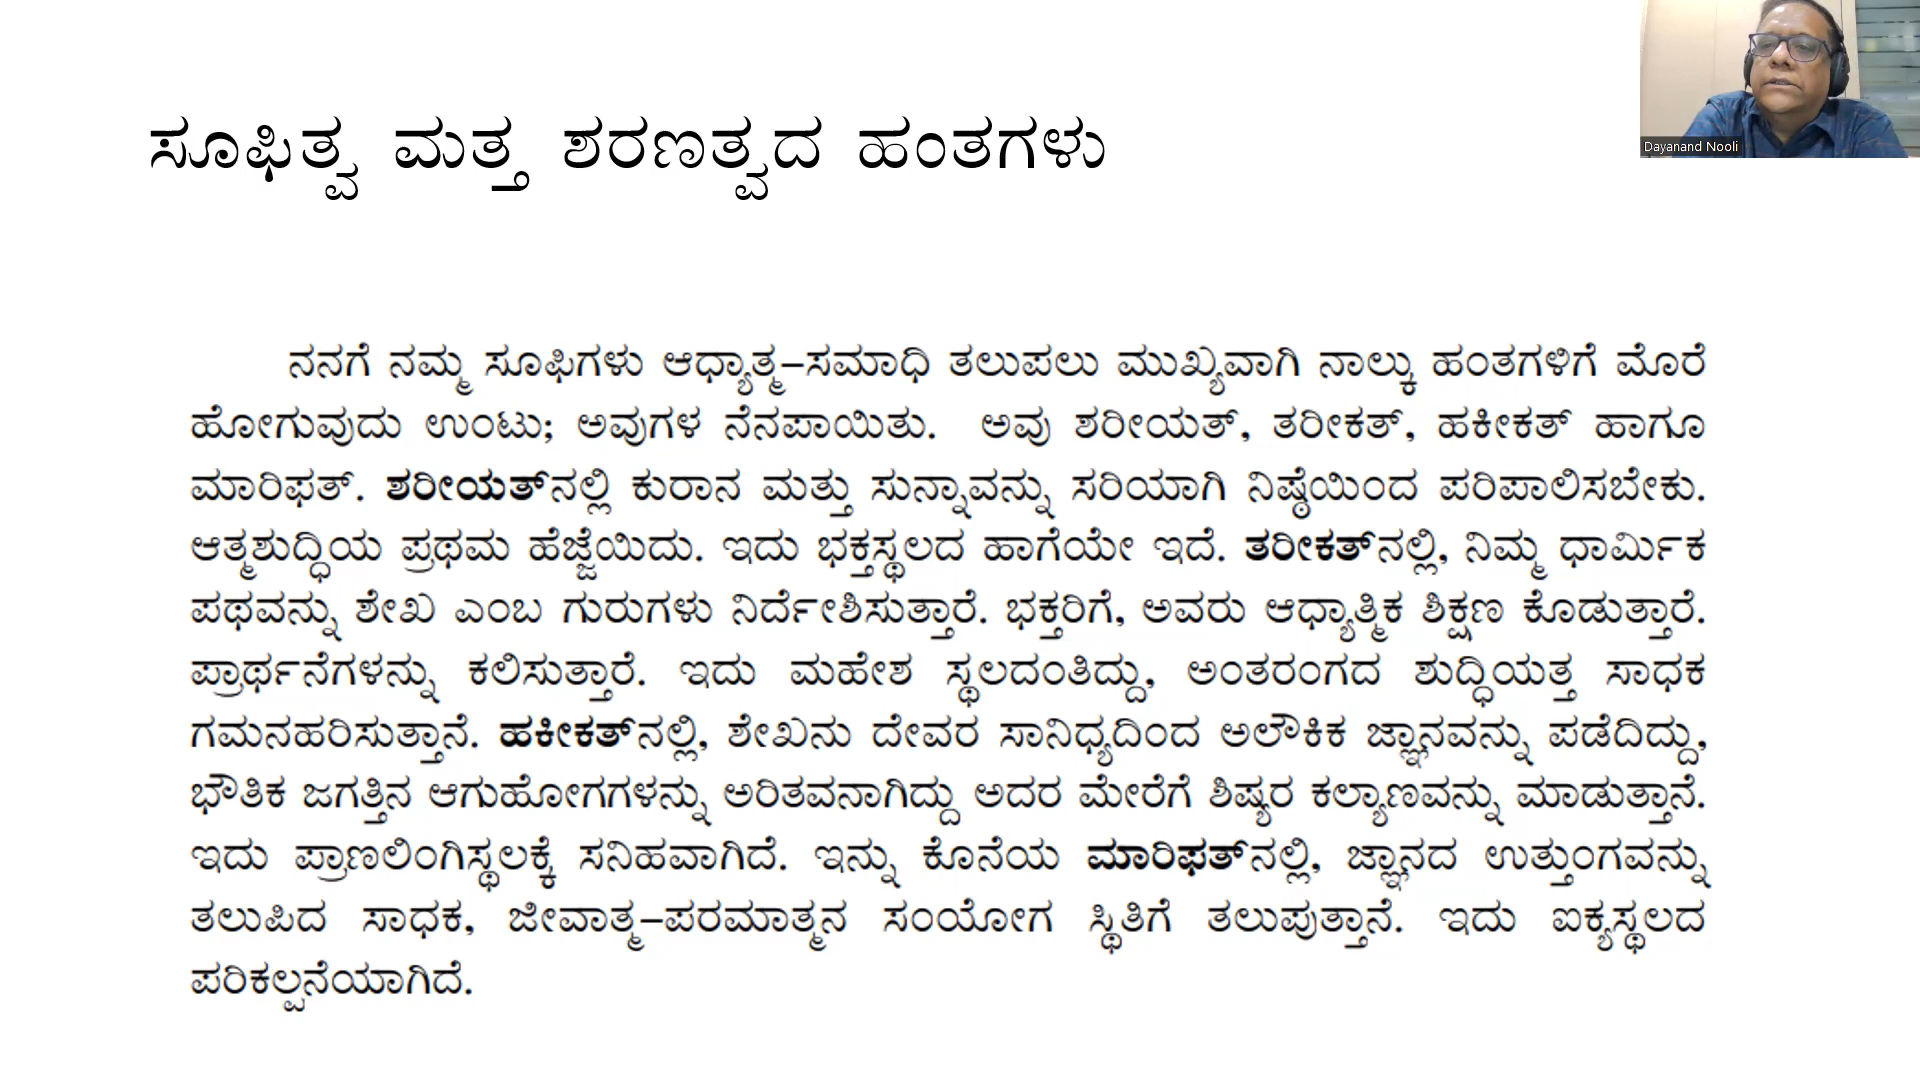 ಸೂಫಿತ್ವ ಮತ್ತ ಶರಣತ್ವದ ಹಂತಗಳು
Dayanand Nooli
ನನಗೆ ನಮ್ಮ ಸೂಫಿಗಳು ಆಧ್ಯಾತ್ಮ-ಸಮಾಧಿ ತಲುಪಲು ಮುಖ್ಯವಾಗಿ ನಾಲ್ಕು ಹಂತಗಳಿಗೆ ಮೊರೆ
ಹೋಗುವುದು ಉಂಟು; ಅವುಗಳ ನೆನಪಾಯಿತು. ಅವು ಶರೀಯತ್, ತರೀಕತ್, ಹಕೀಕತ್ ಹಾಗೂ
ಮಾರಿಫತ್. ಶರೀಯತ್‌ನಲ್ಲಿ ಕುರಾನ ಮತ್ತು ಸುನ್ನಾವನ್ನು ಸರಿಯಾಗಿ ನಿಷ್ಠೆಯಿಂದ ಪರಿಪಾಲಿಸಬೇಕು.
ಆತ್ಮಶುದ್ಧಿಯ ಪ್ರಥಮ ಹೆಜ್ಜೆಯಿದು. ಇದು ಭಕ್ತಸ್ಥಲದ ಹಾಗೆಯೇ ಇದೆ. ತರೀಕತ್‌ನಲ್ಲಿ, ನಿಮ್ಮ ಧಾರ್ಮಿಕ
ಪಥವನ್ನು ಶೇಖ ಎಂಬ ಗುರುಗಳು ನಿರ್ದೇಶಿಸುತ್ತಾರೆ. ಭಕ್ತರಿಗೆ, ಅವರು ಆಧ್ಯಾತ್ಮಿಕ ಶಿಕ್ಷಣ ಕೊಡುತ್ತಾರೆ.
ಪ್ರಾರ್ಥನೆಗಳನ್ನು ಕಲಿಸುತ್ತಾರೆ. ಇದು ಮಹೇಶ ಸ್ಥಲದಂತಿದ್ದು, ಅಂತರಂಗದ ಶುದ್ಧಿಯತ್ತ ಸಾಧಕ
ಗಮನಹರಿಸುತ್ತಾನೆ. ಹಕೀಕತ್‌ನಲ್ಲಿ, ಶೇಖನು ದೇವರ ಸಾನಿಧ್ಯದಿಂದ ಅಲೌಕಿಕ ಜ್ಞಾನವನ್ನು ಪಡೆದಿದ್ದು,
ಭೌತಿಕ ಜಗತ್ತಿನ ಆಗುಹೋಗಗಳನ್ನು ಅರಿತವನಾಗಿದ್ದು ಅದರ ಮೇರೆಗೆ ಶಿಷ್ಯರ ಕಲ್ಯಾಣವನ್ನು ಮಾಡುತ್ತಾನೆ.
ಇದು ಪ್ರಾಣಲಿಂಗಿಸ್ಥಲಕ್ಕೆ ಸನಿಹವಾಗಿದೆ. ಇನ್ನು ಕೊನೆಯ ಮಾರಿಫತ್‌ನಲ್ಲಿ, ಜ್ಞಾನದ ಉತ್ತುಂಗವನ್ನು
ತಲುಪಿದ ಸಾಧಕ, ಜೀವಾತ್ಮ-ಪರಮಾತ್ಮನ ಸಂಯೋಗ ಸ್ಥಿತಿಗೆ ತಲುಪುತ್ತಾನೆ. ಇದು ಐಕ್ಯಸ್ಥಲದ
ಪರಿಕಲ್ಪನೆಯಾಗಿದೆ.